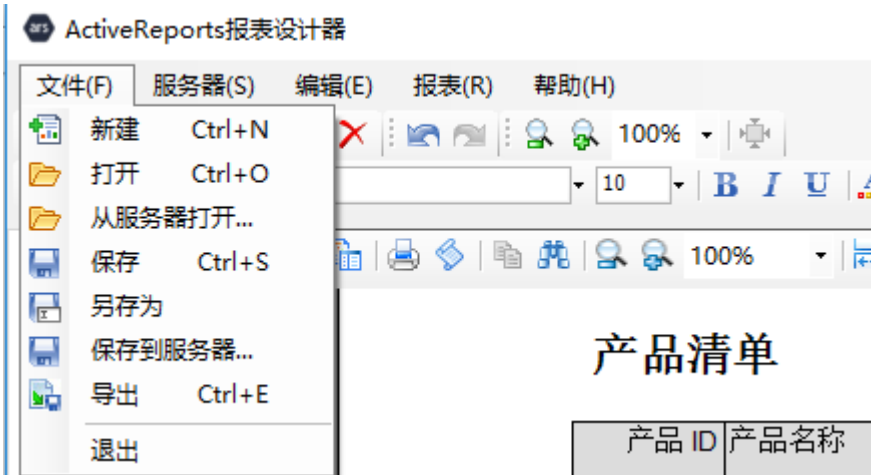 ars ActiveReports报表设计器
文件(F) 服务器(S) 编辑(E) 报表(R) 帮助(H)
新建 Ctrl+N
100%
打开 Ctrl+O
10 B I U A
从服务器打开...
保存 Ctrl+S
100%
另存为
保存到服务器...
产品清单
导出 Ctrl+E
产品 ID 产品名称
退出